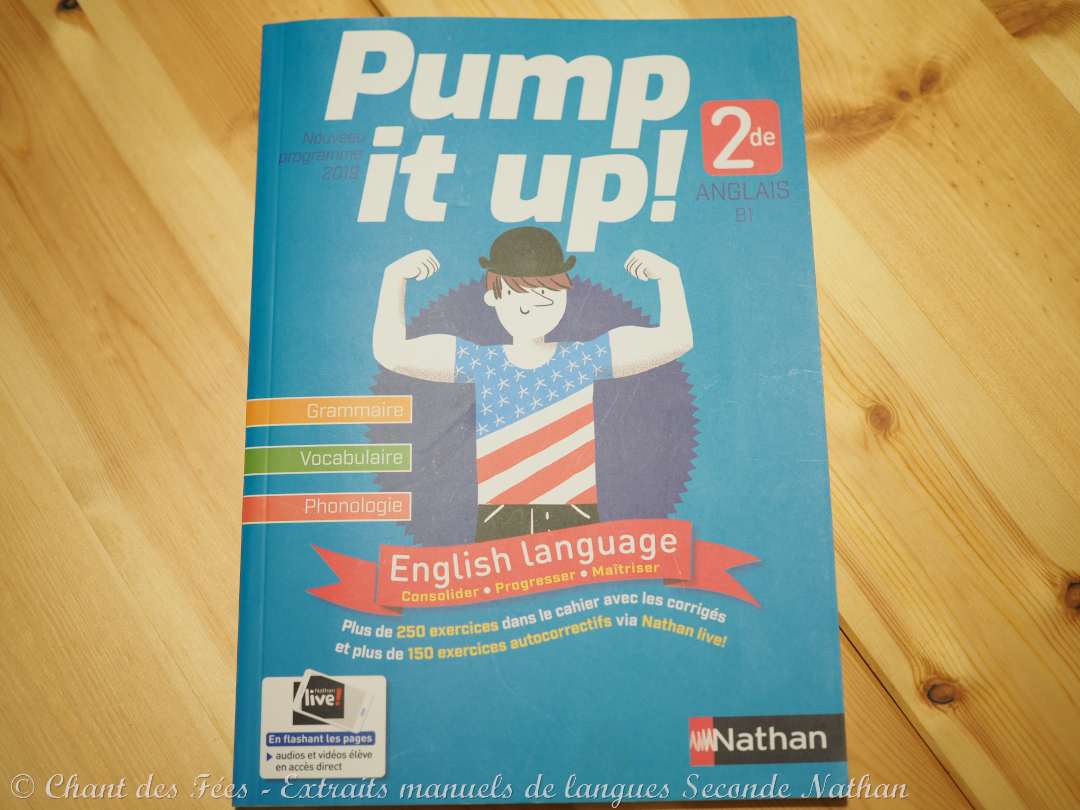 Pump
it up!
Nouveau
programme
2019
2de
ANGLAIS
B1
Grammaire
Vocabulaire
Phonologie
English language
Consolider • Progresser • Maîtriser
Plus de 250 exercices dans le cahier avec les corrigés
et plus de 150 exercices autocorrectifs via Nathan live!
Nathan
live!
En flashant les pages
audios et vidéos élève
en accès direct
Nathan
© Chant des Fées - Extraits manuels de langues Seconde Nathan